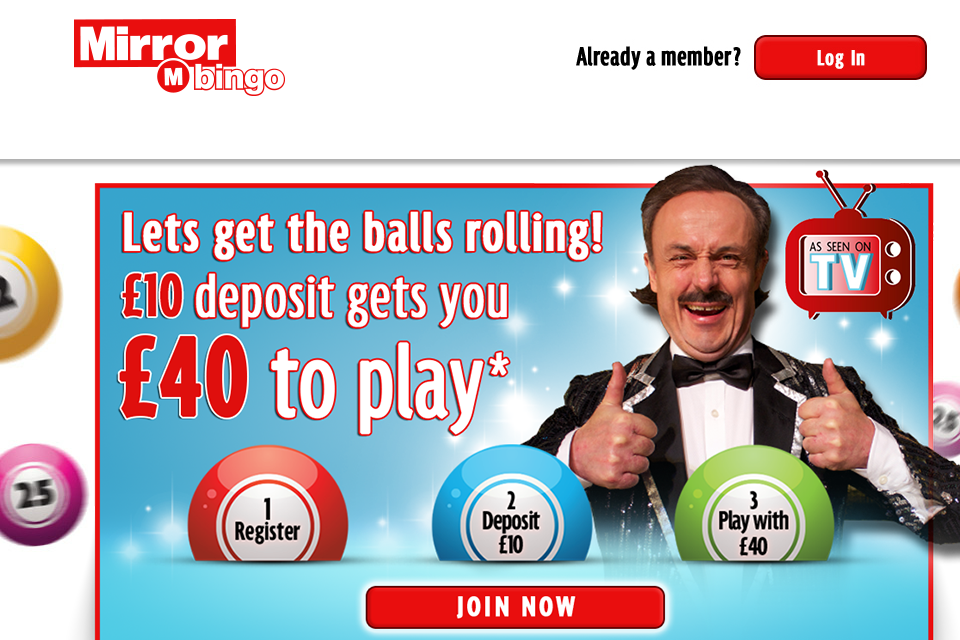 Mirror
M bingo
Already a member?
Log In
Lets get the balls rolling!
£10 deposit gets you
£40 to play*
AS SEEN ON
TV
25
1
Register
2
Deposit
£10
3
Play with
£40
JOIN NOW